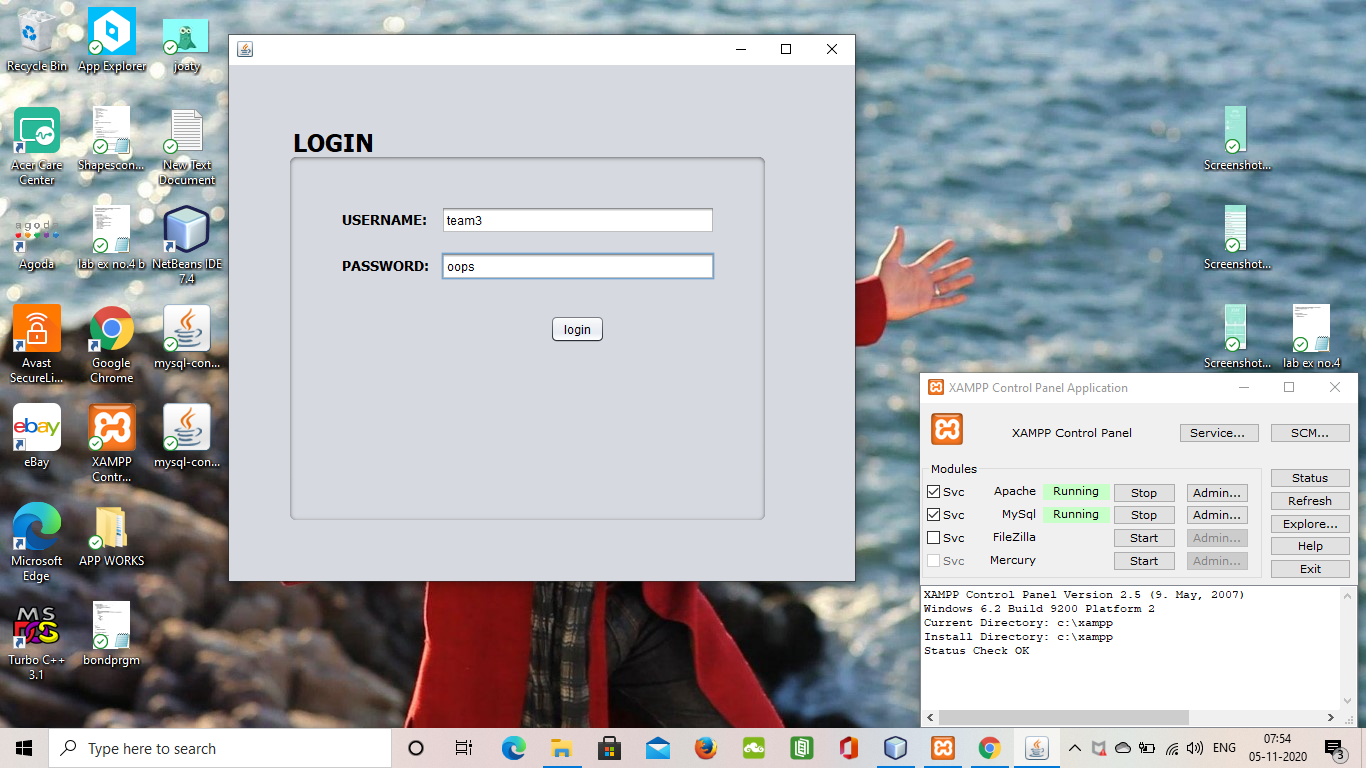 Recycle Bin
App Explorer
joaty
Acer Care
Center
Shapescon...
New Text
Document
agoda
Agoda
lab ex no.4 b
NetBeans IDE
7.4
Avast
SecureLi...
Google
Chrome
mysql-con...
ebay
eBay
XAMPP
Contr...
mysql-con...
Microsoft
Edge
APP WORKS
MS
DOS
Turbo C++
3.1
bondprgm
LOGIN
USERNAME:
team3
PASSWORD:
oops
login
Screenshot...
Screenshot...
Screenshot...
lab ex no.4
XAMPP Control Panel Application
XAMPP Control Panel
Service...
SCM...
Modules
Svc Apache Running Stop Admin...
Svc MySql Running Stop Admin...
Svc FileZilla Start Admin...
Svc Mercury Start Admin...
Status
Refresh
Explore...
Help
Exit
XAMPP Control Panel Version 2.5 (9. May, 2007)
Windows 6.2 Build 9200 Platform 2
Current Directory: c:\xampp
Install Directory: c:\xampp
Status Check OK
Type here to search
ENG
07:54
05-11-2020
3